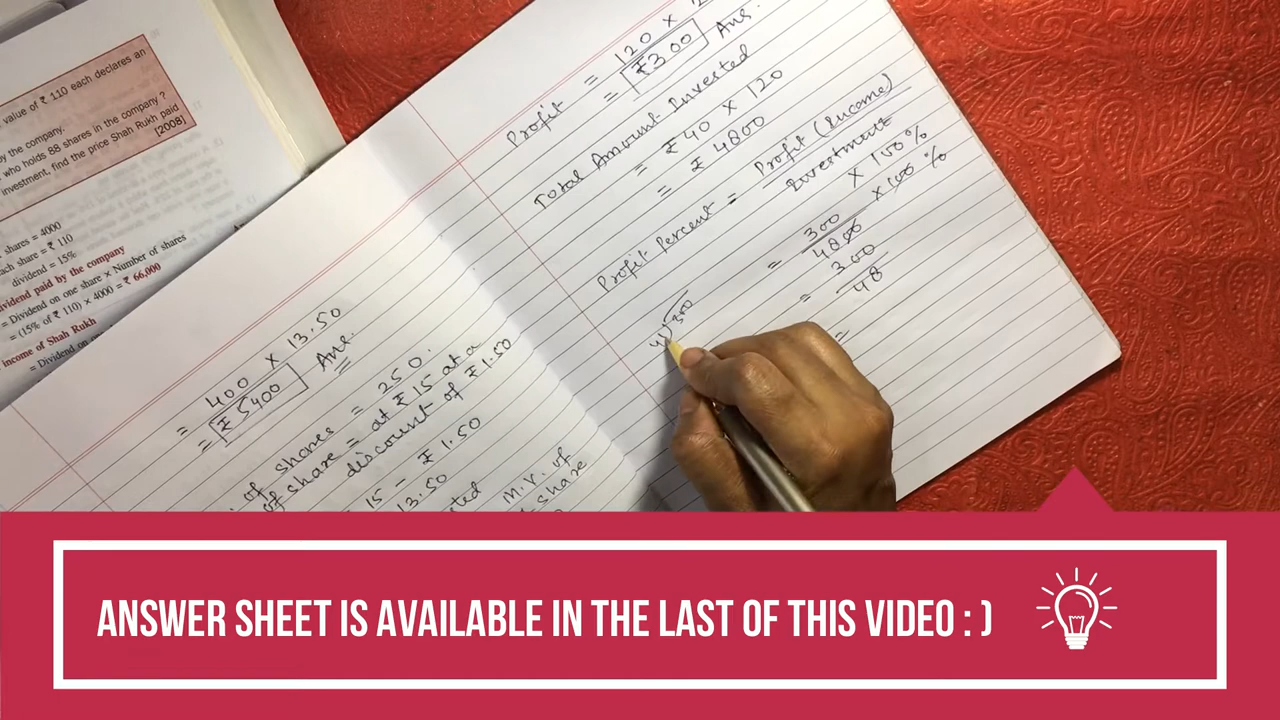 value of ₹ 110 each declares an
by the company.
who holds 88 shares in the company ?
investment, find the price Shah Rukh paid
[2008]
shares = 4000
each share = ₹ 110
dividend = 15%
dividend paid by the company
= Dividend on one share × Number of shares
= (15% of ₹ 110) × 4000 = ₹ 66,000
income of Shah Rukh
= Dividend on
= 400 × 13.50
= ₹ 5400 Ans.
of shares = 250.
of share = at ₹ 15 at a
discount of ₹ 1.50
15 - ₹ 1.50
13.50
M.V. of
share
Profit = 120 ×
= ₹300 Ans.
Total Amount Invested
= ₹ 40 × 120
= ₹ 4800
Profit Percent = Profit (Income)
Investment × 100%
= 300
4800 × 100 %
= 300
48
=
300
ANSWER SHEET IS AVAILABLE IN THE LAST OF THIS VIDEO : )